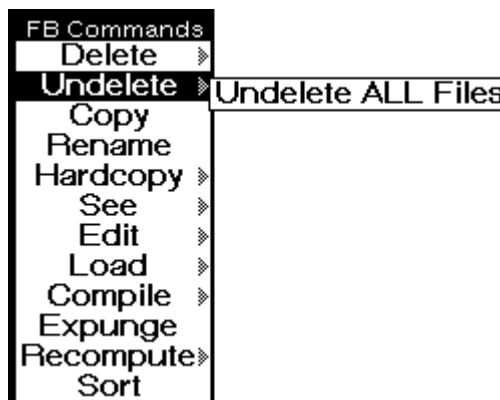 FB Commands
Delete
Undelete
Undelete ALL Files
Copy
Rename
Hardcopy
See
Edit
Load
Compile
Expunge
Recompute
Sort